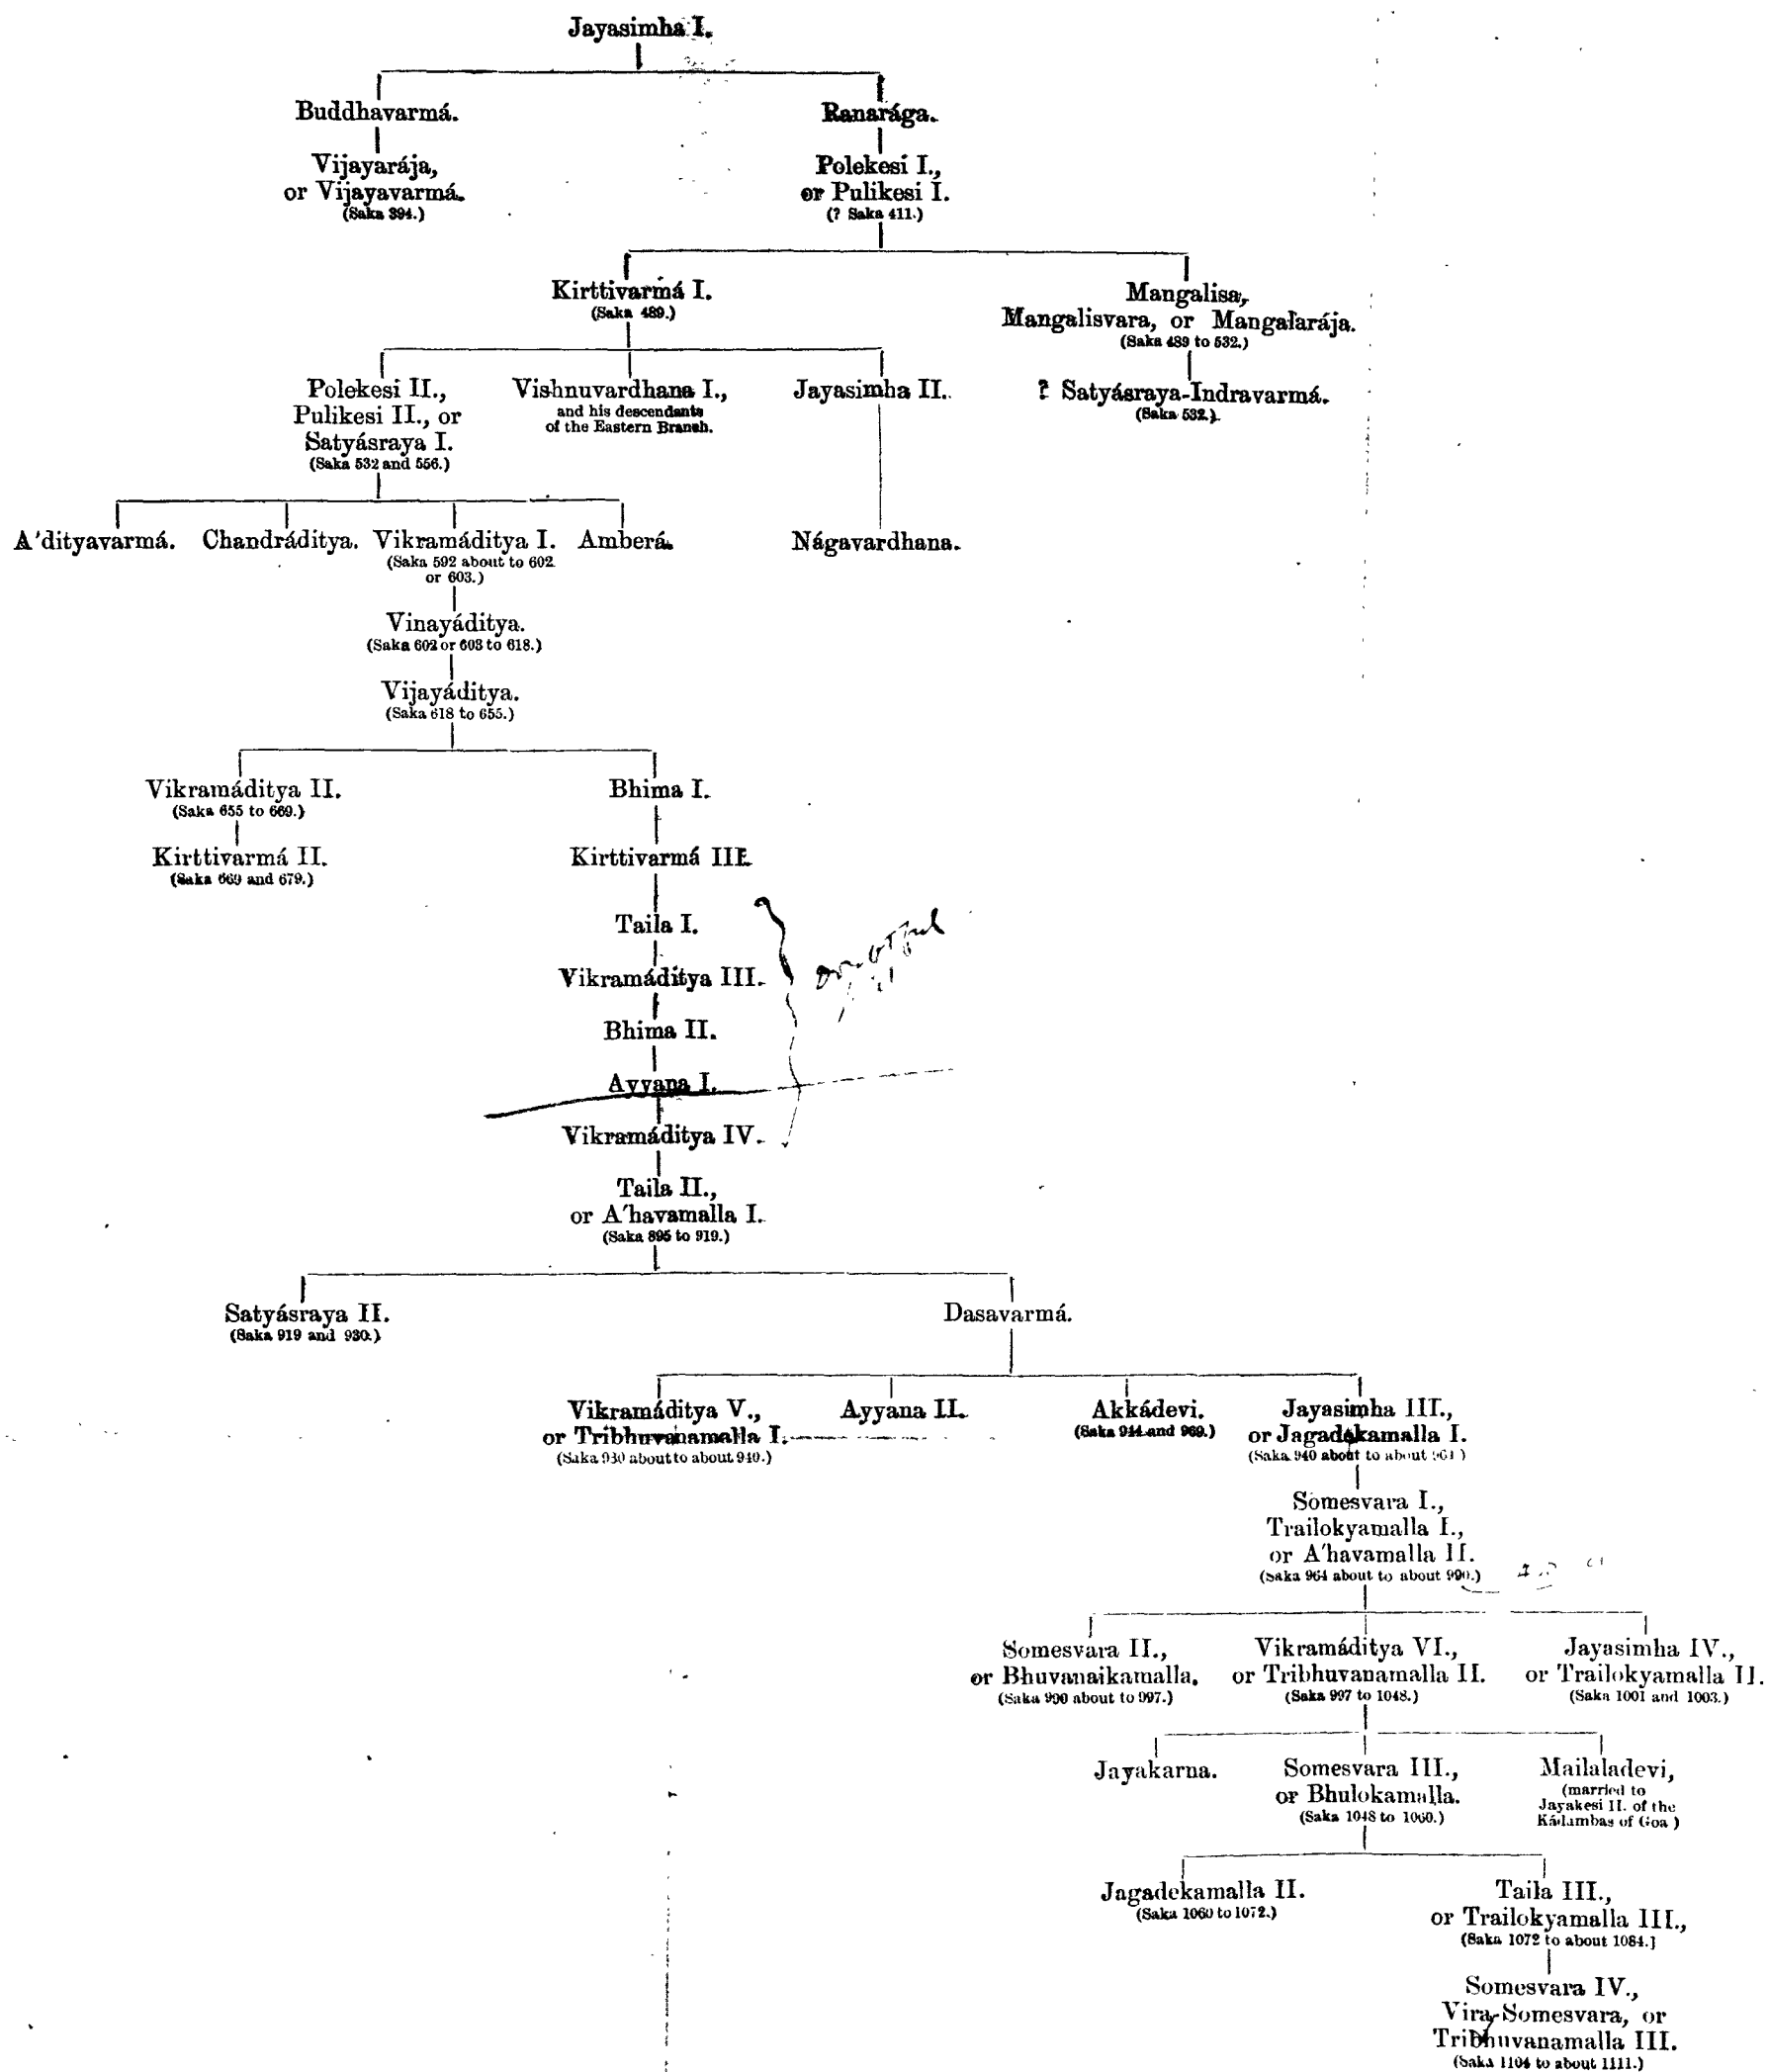 Jayasimha I.
Buddhavarmá.
Ranarága.
Vijayarája,
or Vijayavarmá.
(Saka 394.)
Polekesi I.,
or Pulikesi I.
(? Saka 411.)
Kirttivarmá I.
(Saka 489.)
Mangalisa,
Mangalisvara, or Mangalarája.
(Saka 489 to 532.)
Polekesi II.,
Pulikesi II., or
Satyásraya I.
(Saka 532 and 556.)
Vishnuvardhana I.,
and his descendants
of the Eastern Branch.
Jayasimha II.
? Satyásraya-Indravarmá.
(Saka 532.)
A'dityavarmá.
Chandráditya.
Vikramáditya I.
(Saka 592 about to 602
or 603.)
Amberá.
Nágavardhana.
Vinayáditya.
(Saka 602 or 603 to 618.)
Vijayáditya.
(Saka 618 to 655.)
Vikramáditya II.
(Saka 655 to 669.)
Bhima I.
Kirttivarmá II.
(Saka 669 and 679.)
Kirttivarmá III.
Taila I.
Vikramáditya III.
Bhima II.
Ayyana I.
Vikramáditya IV.
Taila II.,
or A'havamalla I.
(Saka 895 to 919.)
Satyásraya II.
(Saka 919 and 930.)
Dasavarmá.
Vikramáditya V.,
or Tribhuvanamalla I.
(Saka 930 about to about 940.)
Ayyana II.
Akkádevi.
(Saka 944 and 969.)
Jayasimha III.,
or Jagadekamalla I.
(Saka 940 about to about )
Somesvara I.,
Trailokyamalla I.,
or A'havamalla II.
(Saka 964 about to about 990.)
Somesvara II.,
or Bhuvanaikamalla.
(Saka 990 about to 997.)
Vikramáditya VI.,
or Tribhuvanamalla II.
(Saka 997 to 1048.)
Jayasimha IV.,
or Trailokyamalla II.
(Saka 1001 and 1003.)
Jayakarna.
Somesvara III.,
or Bhulokamalla.
(Saka 1048 to 1060.)
Mailaladevi,
(married to
Jayakesi II. of the
Kádambas of Goa )
Jagadekamalla II.
(Saka 1060 to 1072.)
Taila III.,
or Trailokyamalla III.,
(Saka 1072 to about 1084.]
Somesvara IV.,
Vira-Somesvara, or
Tribhuvanamalla III.
(Saka 1104 to about 1111.)